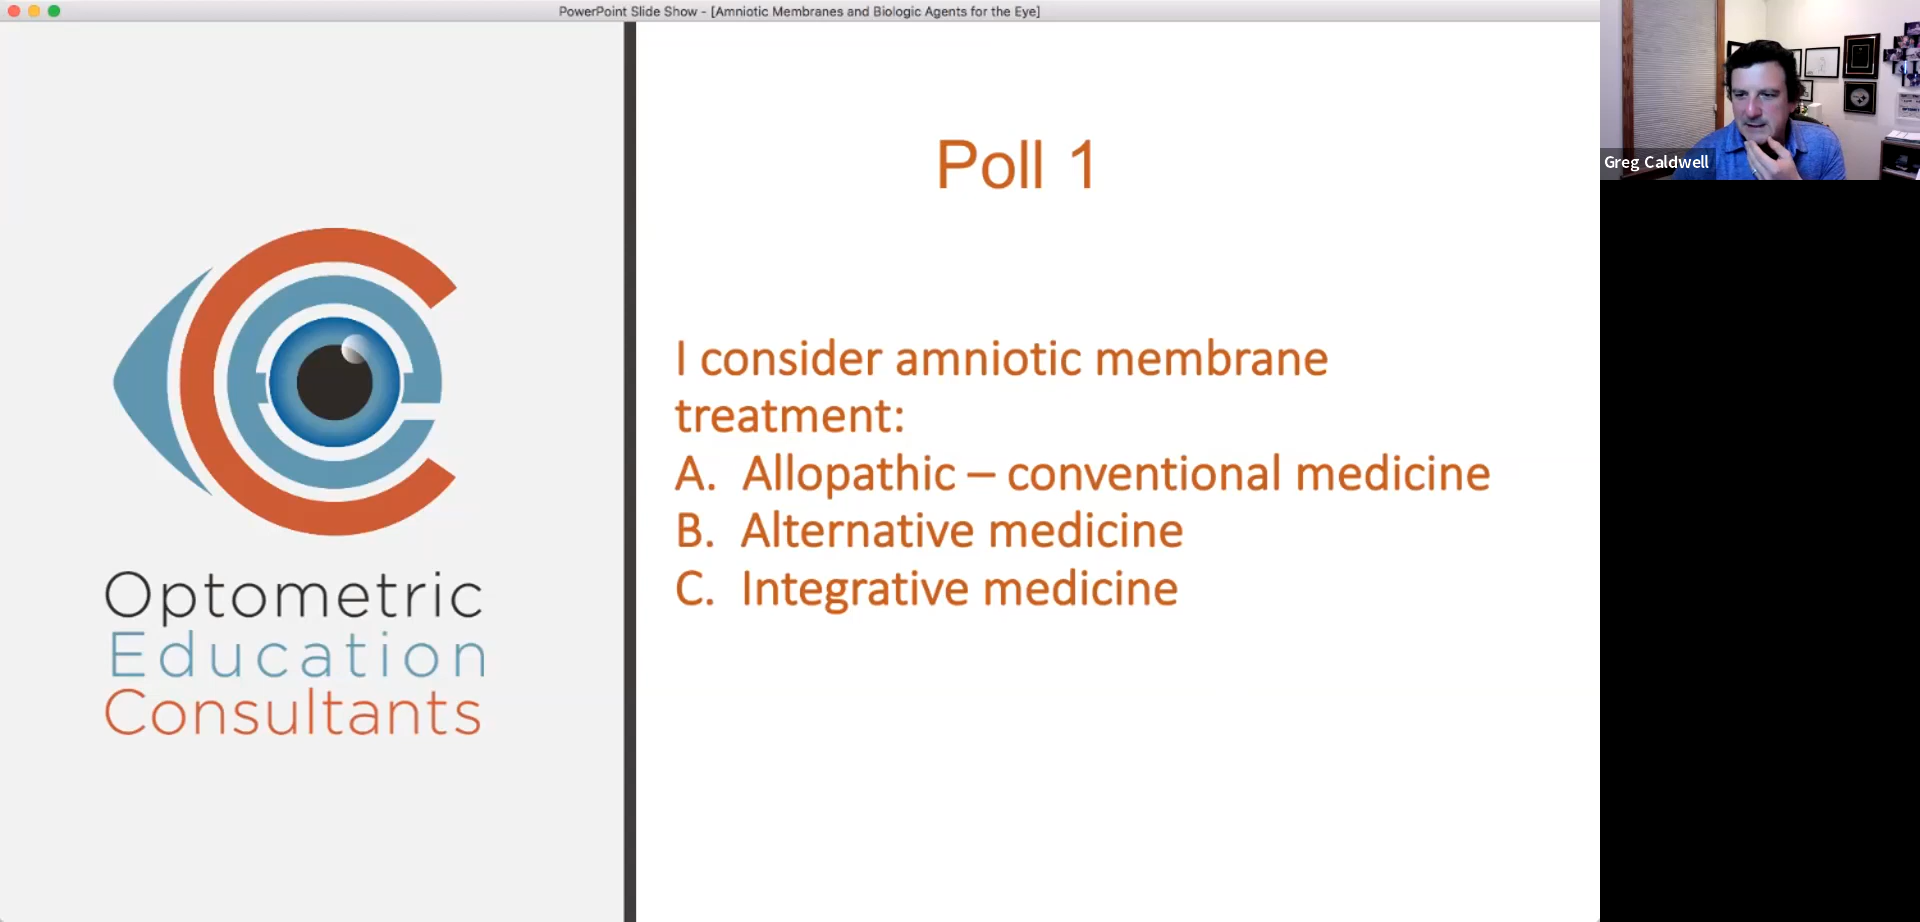 PowerPoint Slide Show - [Amniotic Membranes and Biologic Agents for the Eye]
Poll 1
I consider amniotic membrane
treatment:
A. Allopathic – conventional medicine
B. Alternative medicine
C. Integrative medicine
Optometric
Education
Consultants
Greg Caldwell